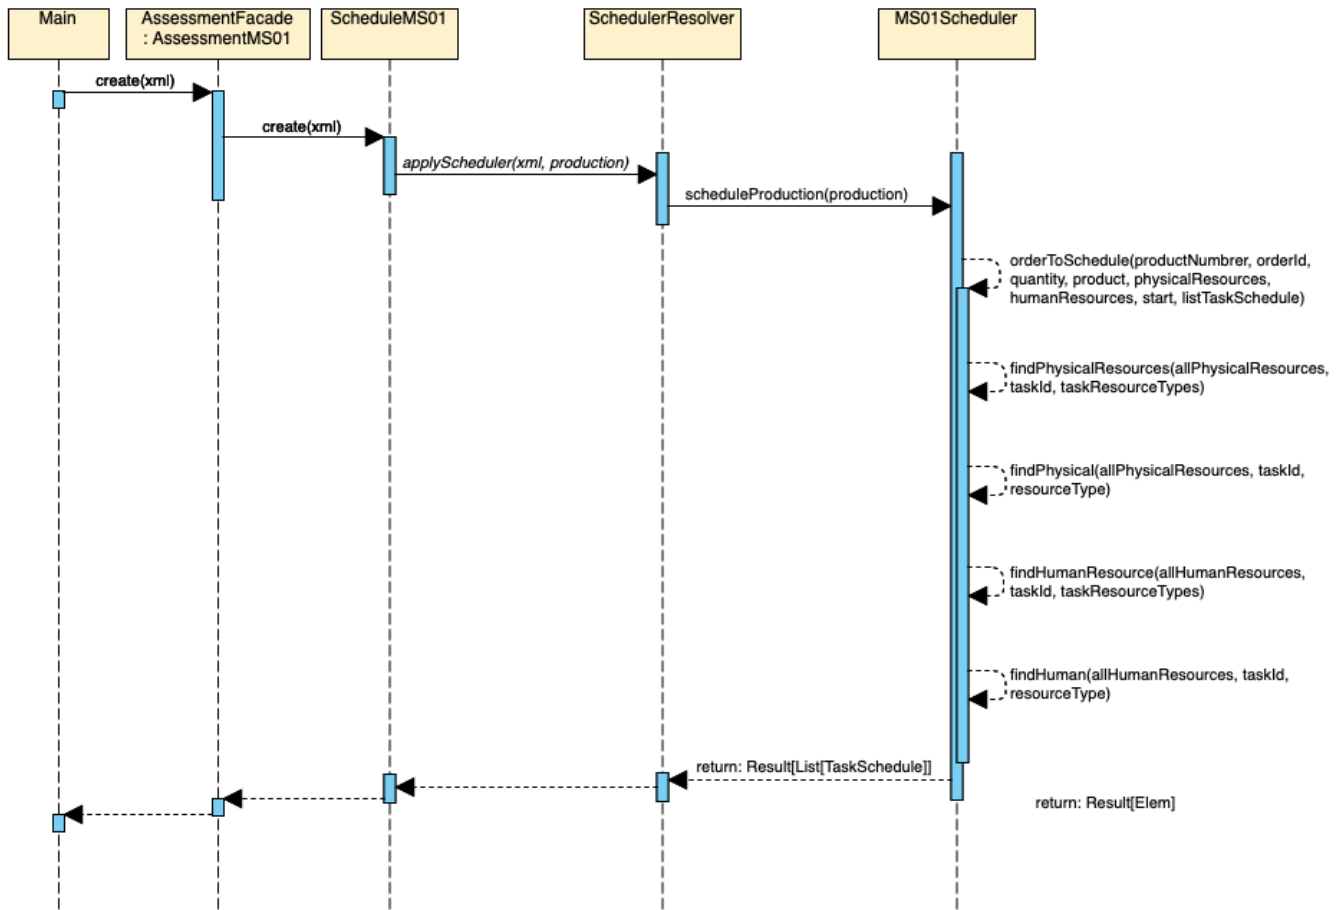 Main
AssessmentFacade
: AssessmentMS01
ScheduleMS01
SchedulerResolver
MS01Scheduler
create(xml)
create(xml)
applyScheduler(xml, production)
scheduleProduction(production)
orderToSchedule(productNumbrer, orderId,
quantity, product, physicalResources,
humanResources, start, listTaskSchedule)
findPhysicalResources(allPhysicalResources,
taskId, taskResourceTypes)
findPhysical(allPhysicalResources, taskId,
resourceType)
findHumanResource(allHumanResources,
taskId, taskResourceTypes)
findHuman(allHumanResources, taskId,
resourceType)
return: Result[List[TaskSchedule]]
return: Result[Elem]